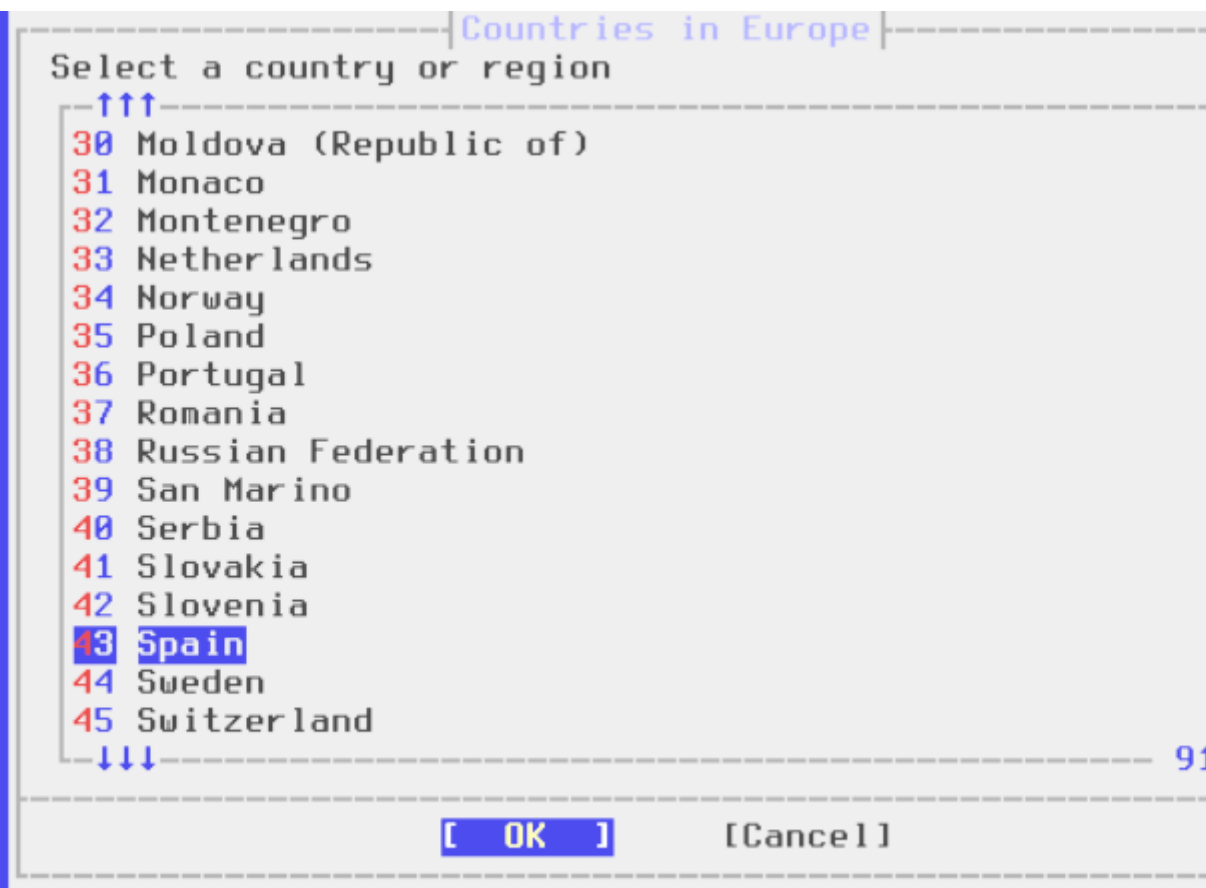 Countries in Europe
Select a country or region
↑↑↑
30 Moldova (Republic of)
31 Monaco
32 Montenegro
33 Netherlands
34 Norway
35 Poland
36 Portugal
37 Romania
38 Russian Federation
39 San Marino
40 Serbia
41 Slovakia
42 Slovenia
43 Spain
44 Sweden
45 Switzerland
↓↓↓ 91
[ OK ] [Cancel]